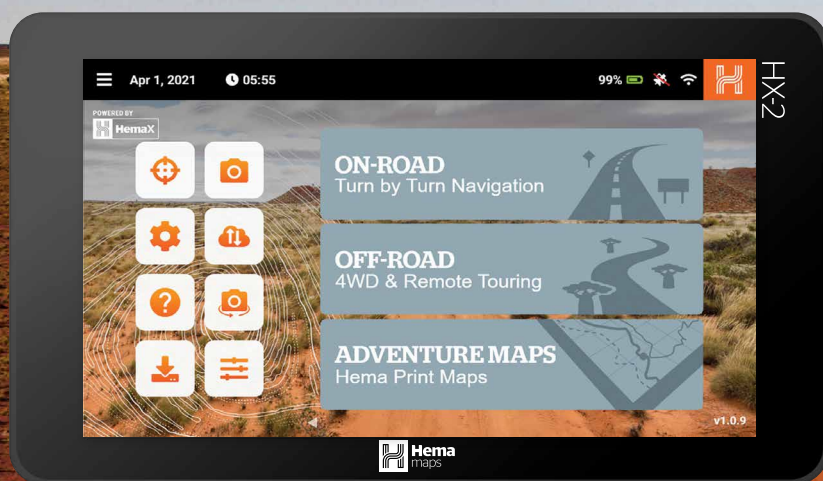 Apr 1, 2021 05:55 99%
POWERED BY
HemaX
HX-2
ON-ROAD
Turn by Turn Navigation
OFF-ROAD
4WD & Remote Touring
ADVENTURE MAPS
Hema Print Maps
v1.0.9
Hema
maps